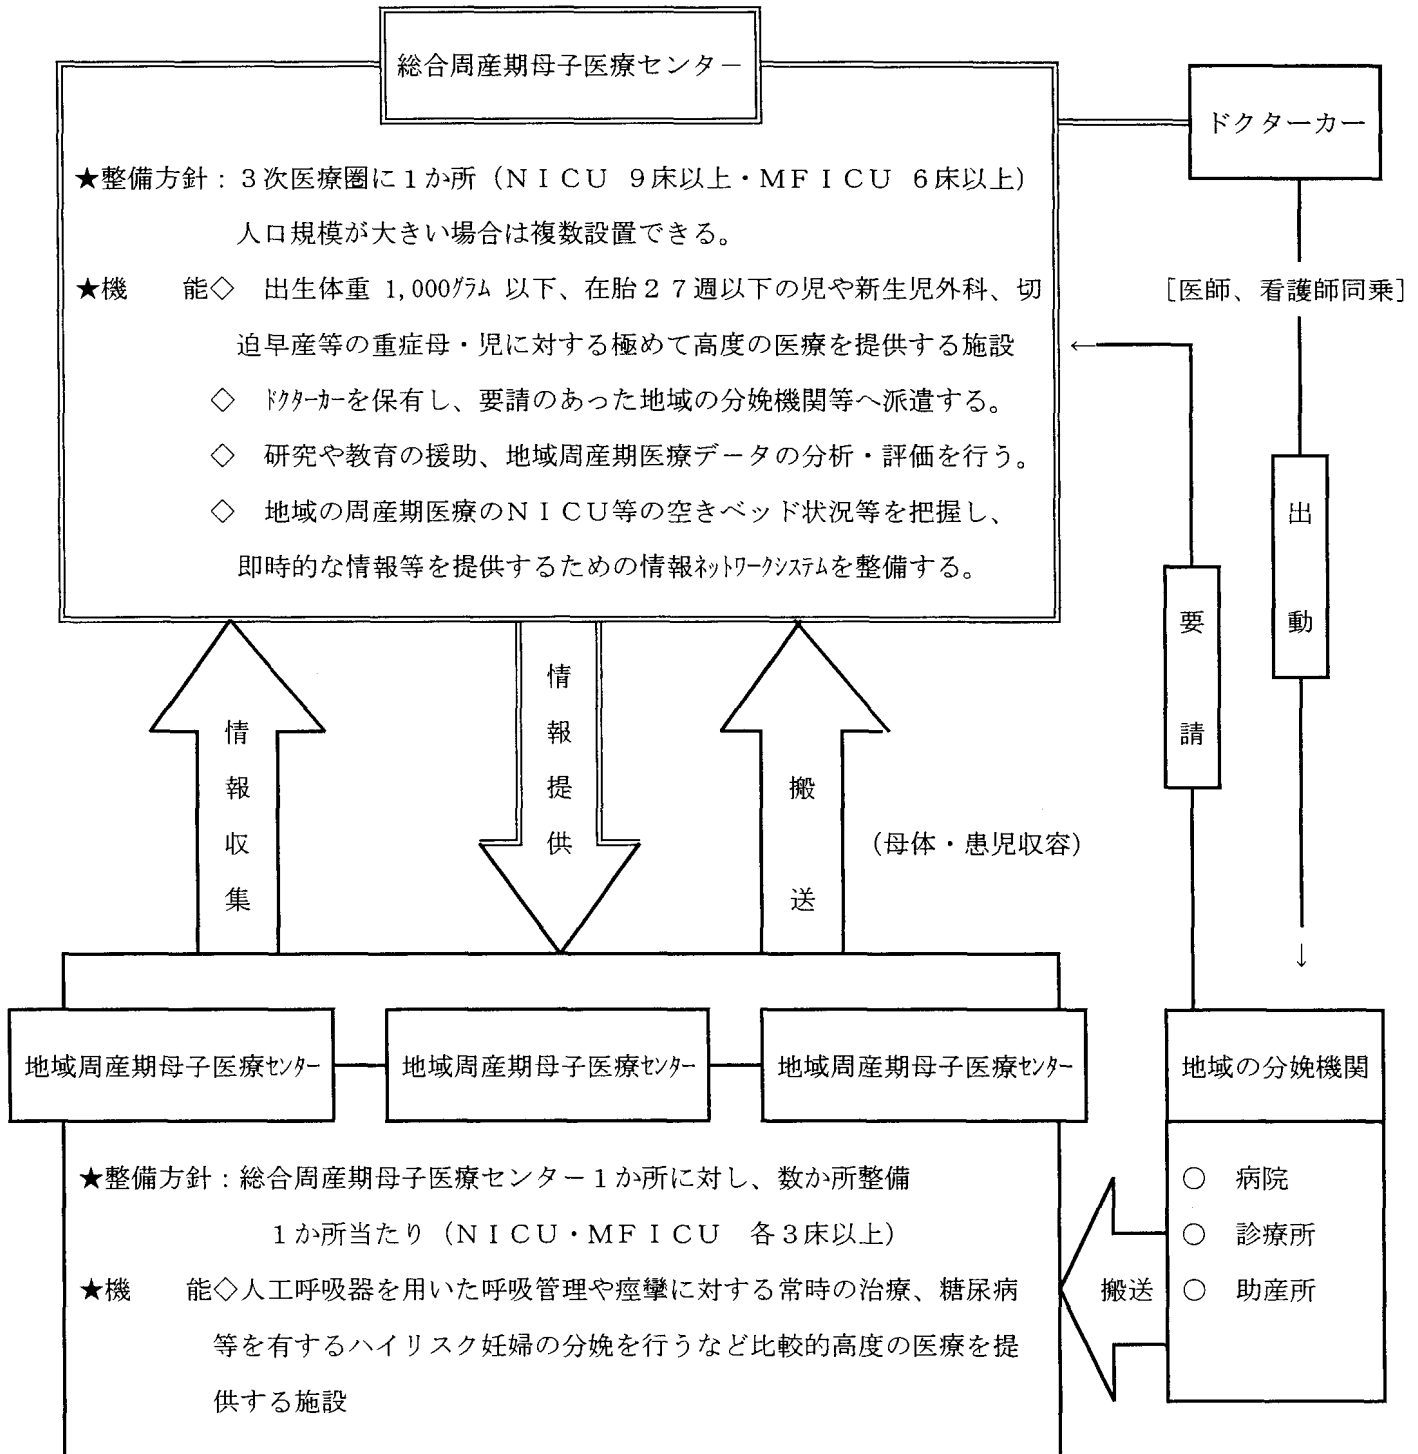 総合周産期母子医療センター
ドクターカー
★整備方針：３次医療圏に１か所（ＮＩＣＵ ９床以上・ＭＦＩＣＵ ６床以上）
人口規模が大きい場合は複数設置できる。
★機　　能◇　出生体重 1,000ｸﾞﾗﾑ 以下、在胎２７週以下の児や新生児外科、切
迫早産等の重症母・児に対する極めて高度の医療を提供する施設
◇　ﾄﾞｸﾀｰｶｰを保有し、要請のあった地域の分娩機関等へ派遣する。
◇　研究や教育の援助、地域周産期医療データの分析・評価を行う。
◇　地域の周産期医療のＮＩＣＵ等の空きベッド状況等を把握し、
即時的な情報等を提供するための情報ﾈｯﾄﾜｰｸｼｽﾃﾑを整備する。
［医師、看護師同乗］
←
出動
要請
情報収集
情報提供
搬送
（母体・患児収容）
↓
地域周産期母子医療ｾﾝﾀｰ
地域周産期母子医療ｾﾝﾀｰ
地域周産期母子医療ｾﾝﾀｰ
地域の分娩機関
★整備方針：総合周産期母子医療センター１か所に対し、数か所整備
１か所当たり（ＮＩＣＵ・ＭＦＩＣＵ　各３床以上）
★機　　能◇人工呼吸器を用いた呼吸管理や痙攣に対する常時の治療、糖尿病
等を有するハイリスク妊婦の分娩を行うなど比較的高度の医療を提
供する施設
搬送
○　病院
○　診療所
○　助産所